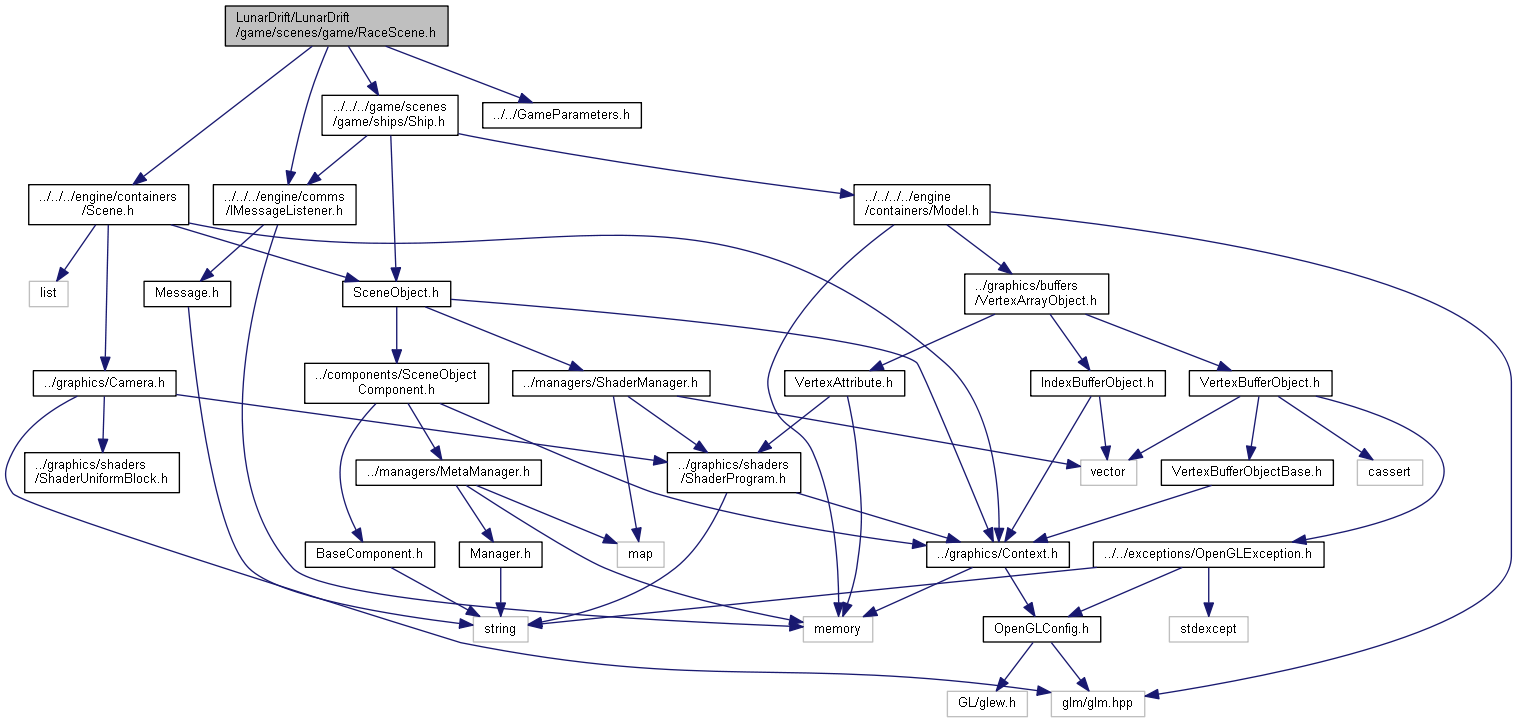 LunarDrift/LunarDrift
/game/scenes/game/RaceScene.h
../../../game/scenes
/game/ships/Ship.h
../../GameParameters.h
../../../engine/containers
/Scene.h
../../../engine/comms
/IMessageListener.h
../../../../engine
/containers/Model.h
list
Message.h
SceneObject.h
../graphics/buffers
/VertexArrayObject.h
../graphics/Camera.h
../components/SceneObject
Component.h
../managers/ShaderManager.h
VertexAttribute.h
IndexBufferObject.h
VertexBufferObject.h
../graphics/shaders
/ShaderUniformBlock.h
../managers/MetaManager.h
../graphics/shaders
/ShaderProgram.h
vector
VertexBufferObjectBase.h
cassert
BaseComponent.h
Manager.h
map
../graphics/Context.h
../../exceptions/OpenGLException.h
string
memory
OpenGLConfig.h
stdexcept
GL/glew.h
glm/glm.hpp